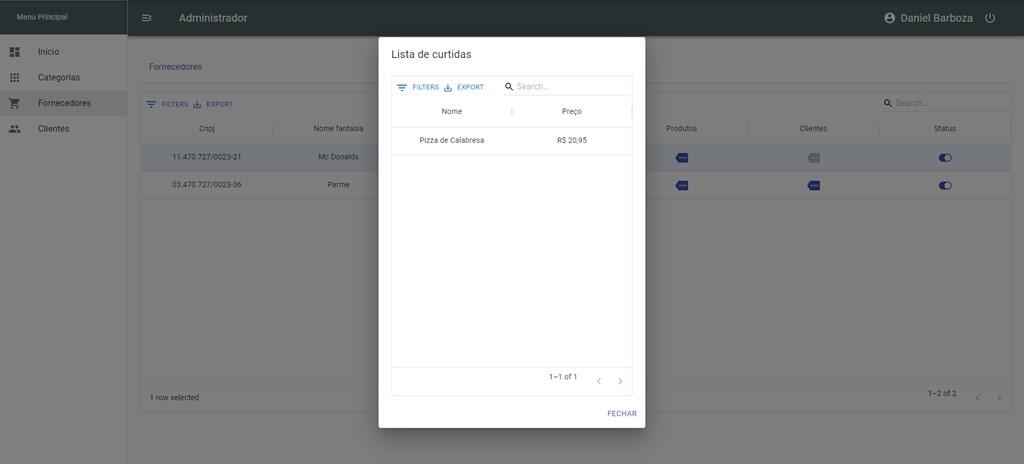 Menu Principal
Administrador
Daniel Barboza
Início
Categorias
Fornecedores
Clientes
Fornecedores
FILTERS EXPORT
Search...
Cnpj Nome fantasia Produtos Clientes Status
11.470.727/0023-21 Mc Donalds
03.470.727/0023-36 Parme
1 row selected
1–2 of 2
Lista de curtidas
FILTERS EXPORT
Search...
Nome Preço
Pizza de Calabresa R$ 20,95
1–1 of 1
FECHAR